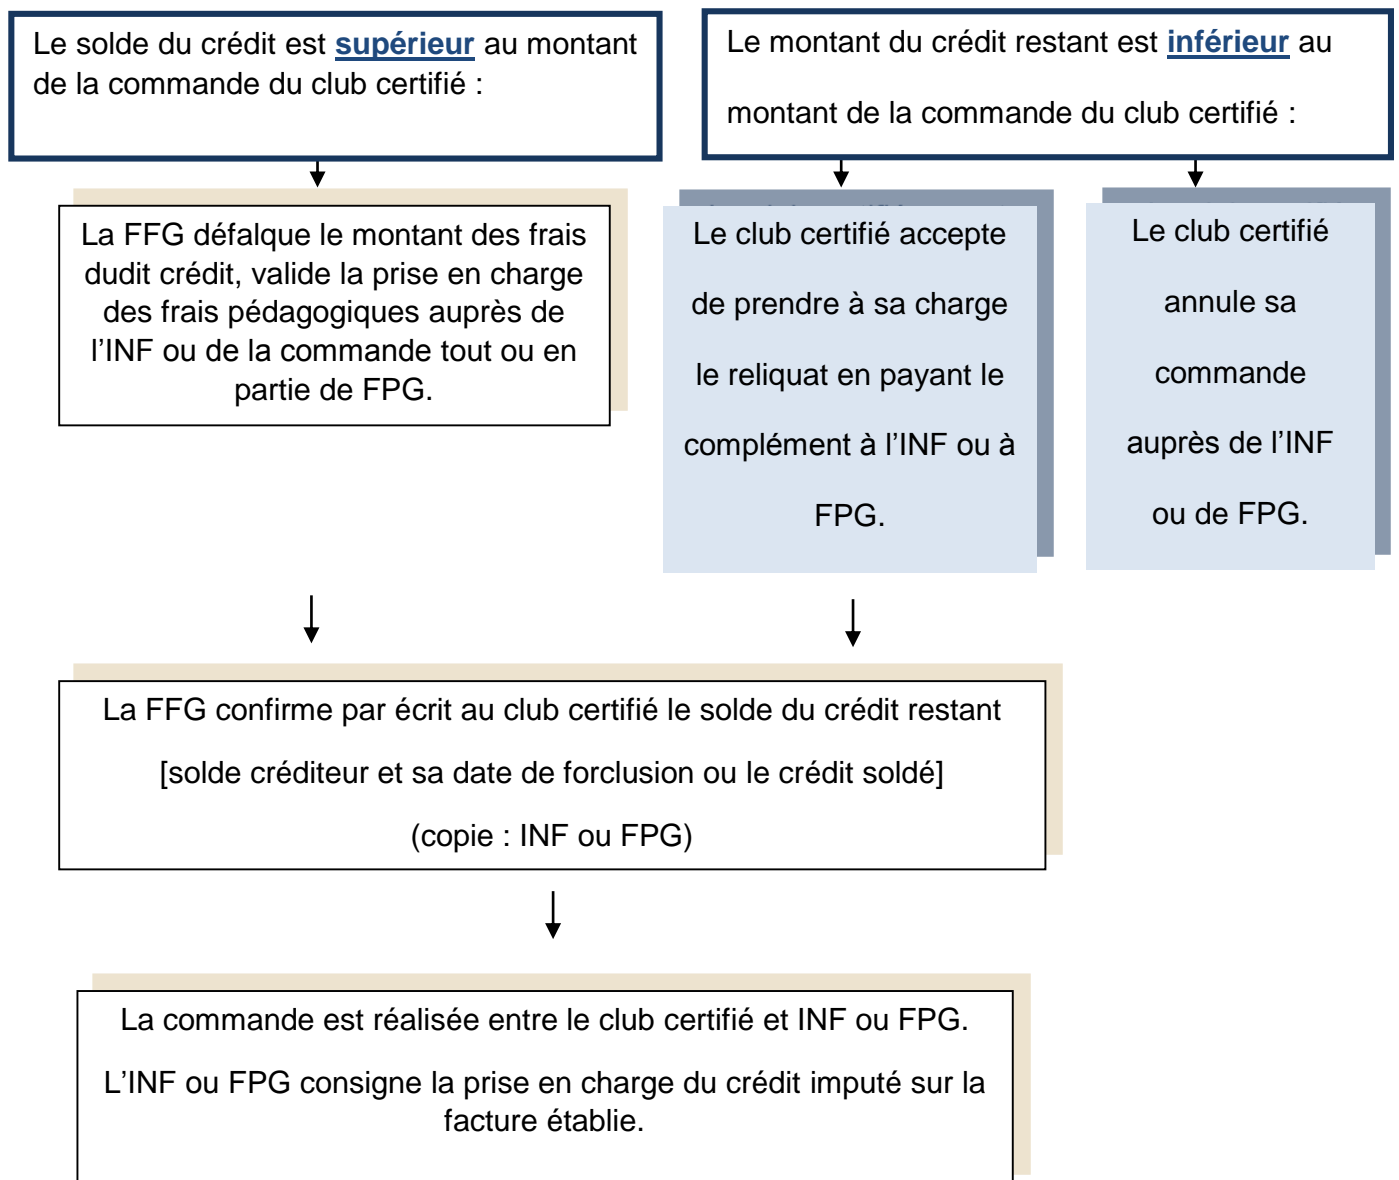 Le solde du crédit est supérieur au montant
de la commande du club certifié :
Le montant du crédit restant est inférieur au
montant de la commande du club certifié :
La FFG défalque le montant des frais
dudit crédit, valide la prise en charge
des frais pédagogiques auprès de
l’INF ou de la commande tout ou en
partie de FPG.
Le club certifié accepte
de prendre à sa charge
le reliquat en payant le
complément à l’INF ou à
FPG.
Le club certifié
annule sa
commande
auprès de l’INF
ou de FPG.
La FFG confirme par écrit au club certifié le solde du crédit restant
[solde créditeur et sa date de forclusion ou le crédit soldé]
(copie : INF ou FPG)
La commande est réalisée entre le club certifié et INF ou FPG.
L’INF ou FPG consigne la prise en charge du crédit imputé sur la
facture établie.